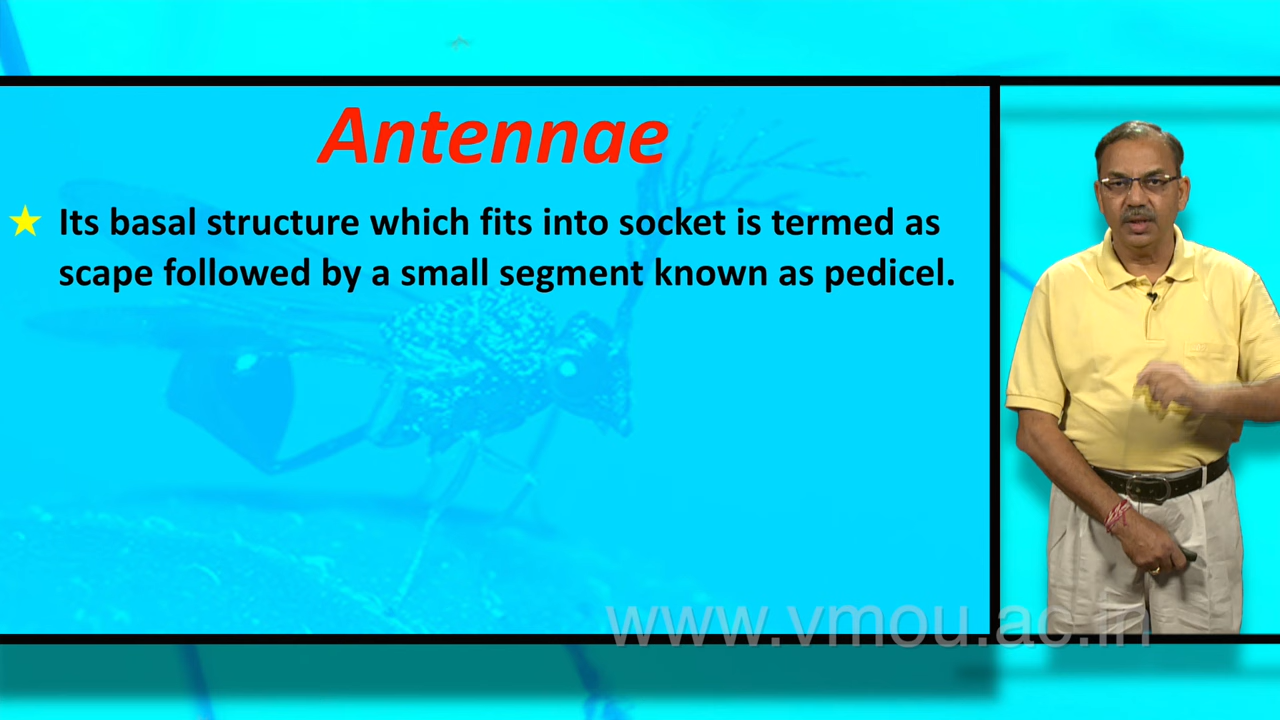 Antennae
Its basal structure which fits into socket is termed as
scape followed by a small segment known as pedicel.
www.vmou.ac.in